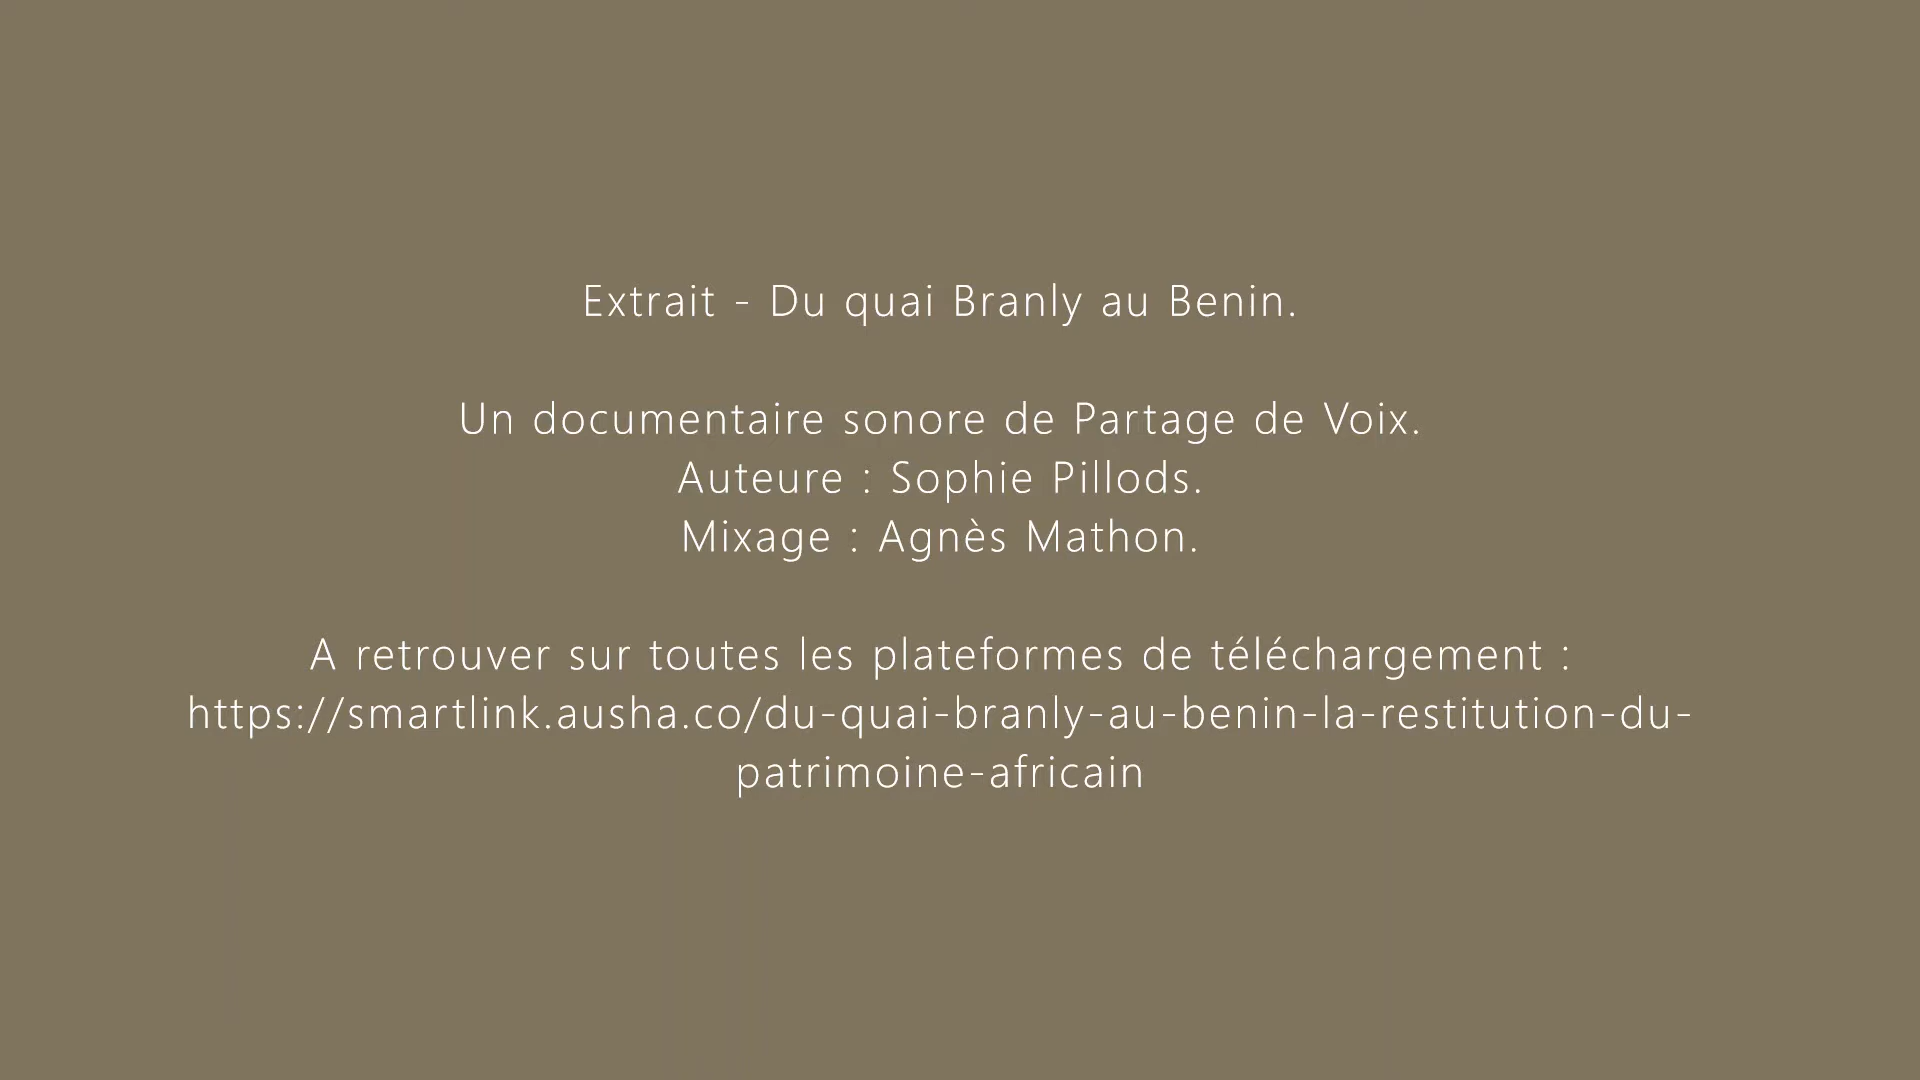 Extrait - Du quai Branly au Benin.
Un documentaire sonore de Partage de Voix.
Auteure : Sophie Pillods.
Mixage : Agnès Mathon.
A retrouver sur toutes les plateformes de téléchargement :
https://smartlink.ausha.co/du-quai-branly-au-benin-la-restitution-du-
patrimoine-africain